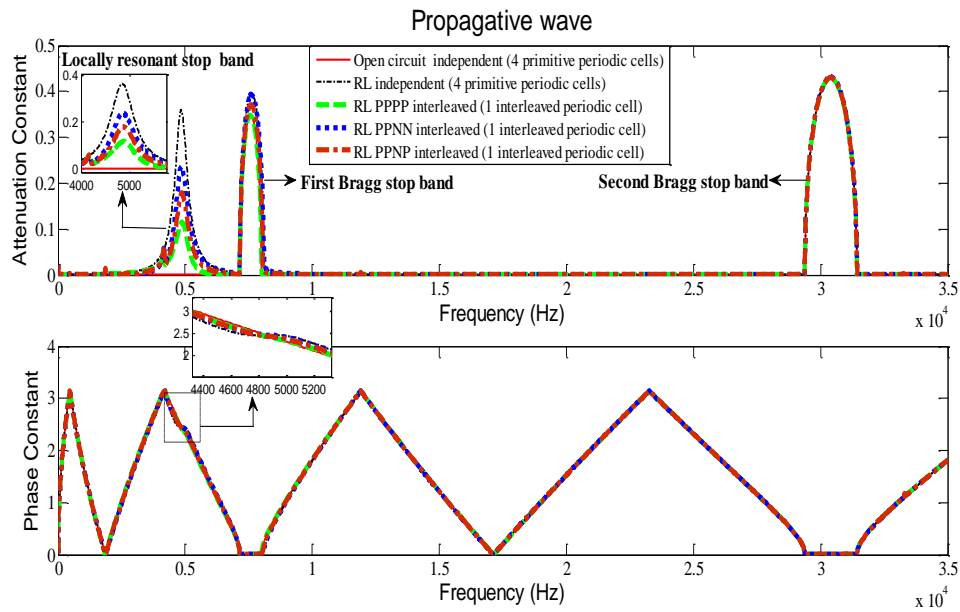 Propagative wave
Attenuation Constant
0.5
0.4
0.3
0.2
0.1
0
Locally resonant stop band
0.4
0.2
0
4000 5000
Open circuit independent (4 primitive periodic cells)
RL independent (4 primitive periodic cells)
RL PPPP interleaved (1 interleaved periodic cell)
RL PPNN interleaved (1 interleaved periodic cell)
RL PPNP interleaved (1 interleaved periodic cell)
First Bragg stop band
Second Bragg stop band
0 0.5 1 1.5 2 2.5 3 3.5
Frequency (Hz)
x 10^4
3
2.5
2
4400 4600 4800 5000 5200
Phase Constant
4
3
2
1
0
0 0.5 1 1.5 2 2.5 3 3.5
Frequency (Hz)
x 10^4